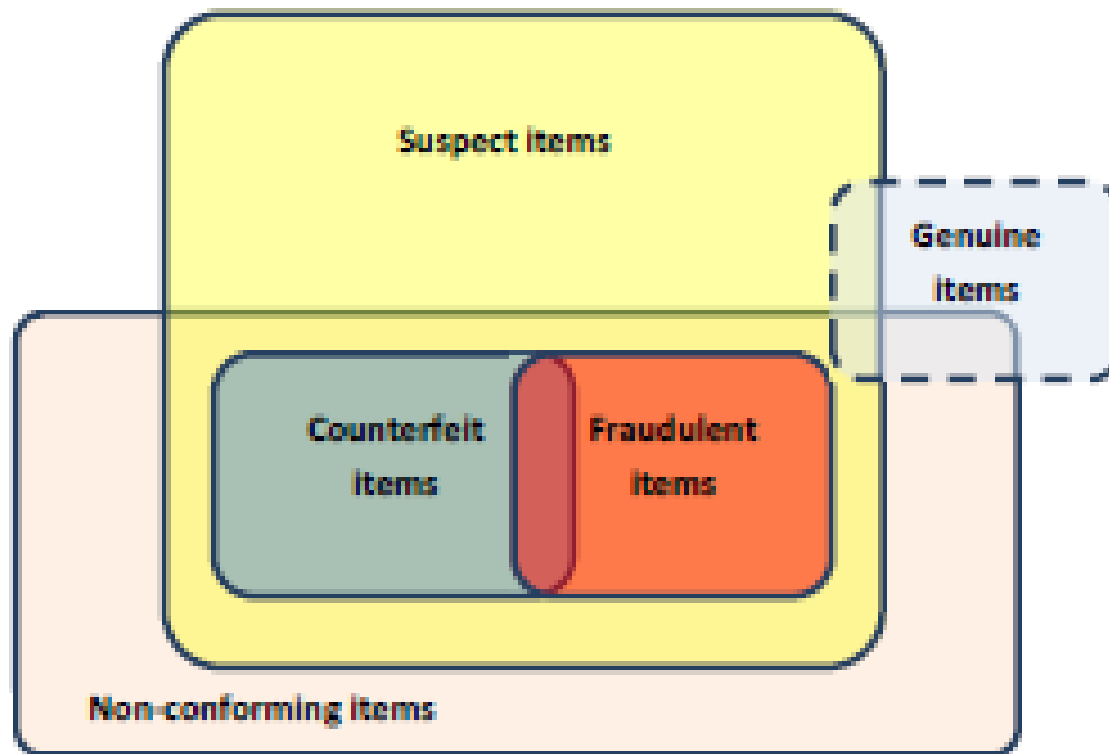 Suspect items
Genuine
items
Counterfeit
items
Fraudulent
items
Non-conforming items